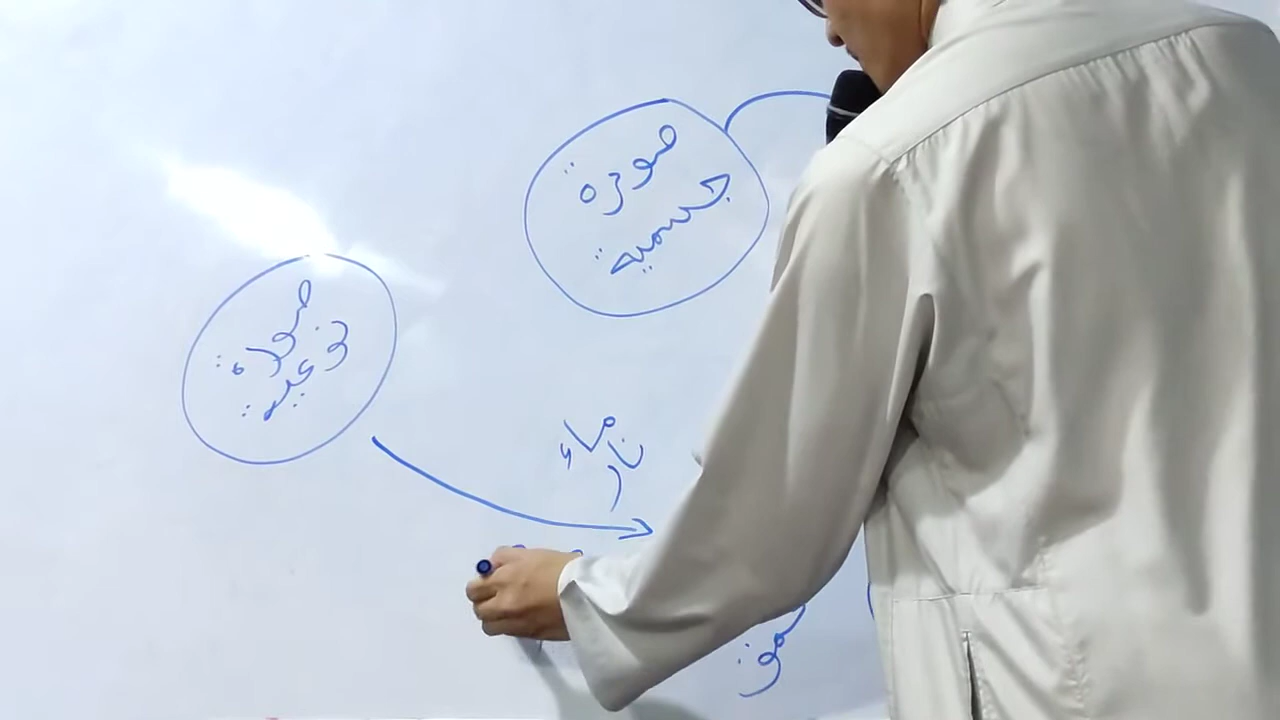 صورة
جسمية
صورة
نوعية
ماء
نار